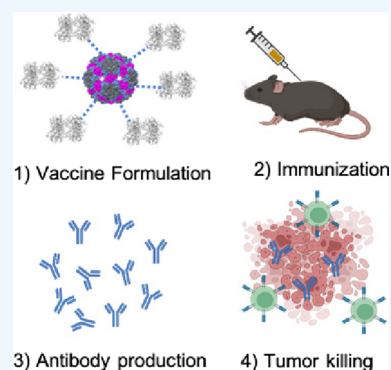 1) Vaccine Formulation
2) Immunization
3) Antibody production
4) Tumor killing